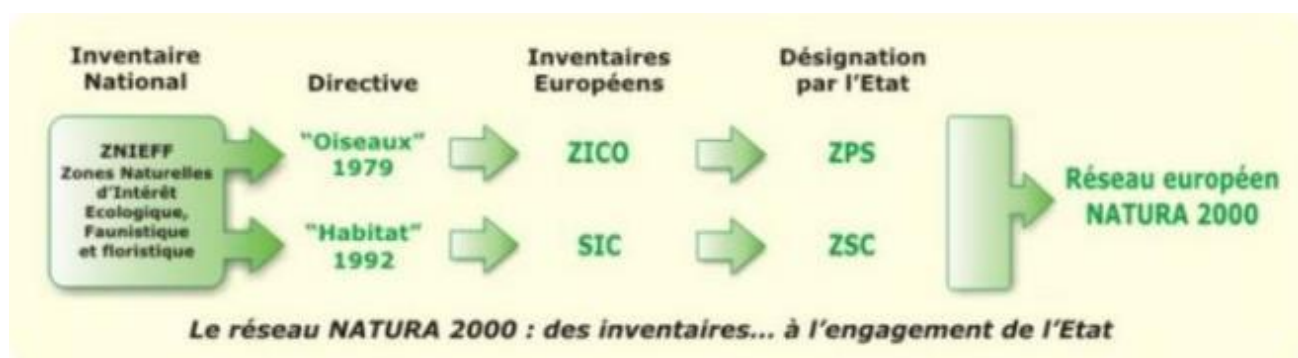 Inventaire
National
Directive
Inventaires
Européens
Désignation
par l'Etat
ZNIEFF
Zones Naturelles
d'Intérêt
Ecologique,
Faunistique
et floristique
"Oiseaux"
1979
ZICO
ZPS
"Habitat"
1992
SIC
ZSC
Réseau européen
NATURA 2000
Le réseau NATURA 2000 : des inventaires... à l'engagement de l'Etat